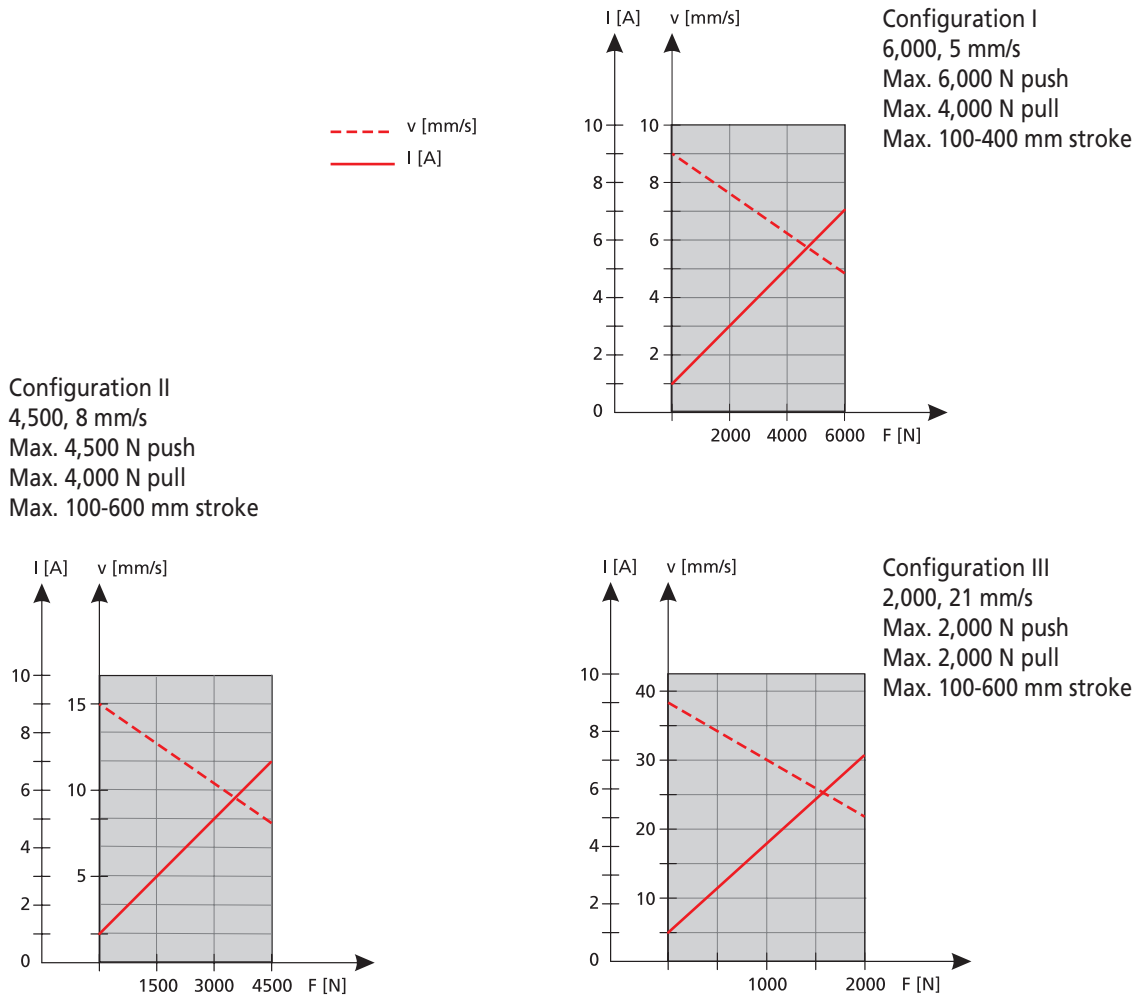 I [A] v [mm/s]
Configuration I
6,000, 5 mm/s
Max. 6,000 N push
Max. 4,000 N pull
Max. 100-400 mm stroke
v [mm/s]
I [A]
10 10
8 8
6 6
4 4
2 2
0
2000 4000 6000 F [N]
Configuration II
4,500, 8 mm/s
Max. 4,500 N push
Max. 4,000 N pull
Max. 100-600 mm stroke
I [A] v [mm/s]
10
15
8
6 10
4
5
2
0
1500 3000 4500 F [N]
I [A] v [mm/s]
Configuration III
2,000, 21 mm/s
Max. 2,000 N push
Max. 2,000 N pull
Max. 100-600 mm stroke
10
40
8
30
6
20
4
10
2
0
1000 2000 F [N]